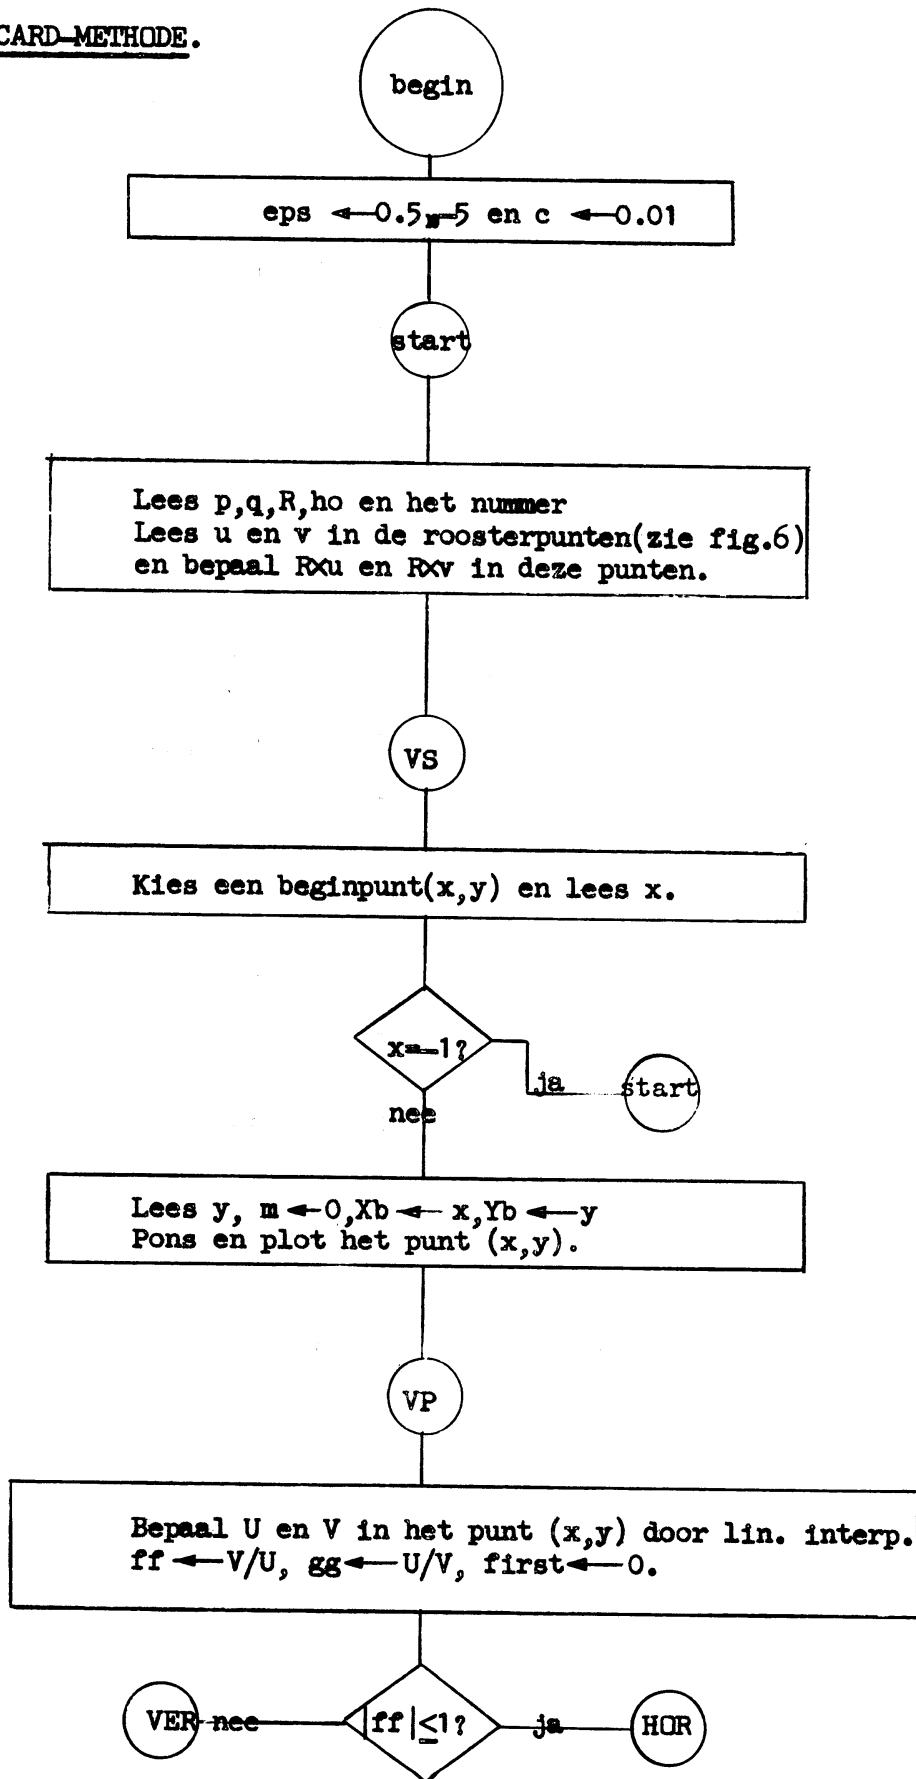 CARD-METHODE.
begin
eps ←0.5⏨-5 en c ←0.01
start
Lees p,q,R,ho en het nummer
Lees u en v in de roosterpunten(zie fig.6)
en bepaal R×u en R×v in deze punten.
VS
Kies een beginpunt(x,y) en lees x.
x=-1?
ja
start
nee
Lees y, m←0,Xb← x,Yb←y
Pons en plot het punt (x,y).
VP
Bepaal U en V in het punt (x,y) door lin. interp.
ff←V/U, gg←U/V, first←0.
VER nee |ff|≤1? ja HOR